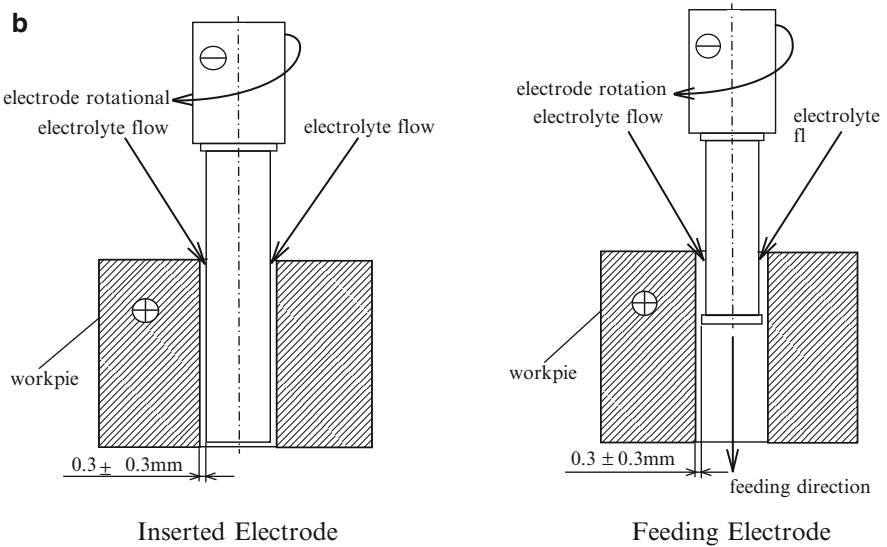 b
electrode rotational
electrolyte flow
electrolyte flow
workpie
0.3 ± 0.3mm
Inserted Electrode
electrode rotation
electrolyte flow
electrolyte
fl
workpie
0.3 ± 0.3mm
feeding direction
Feeding Electrode